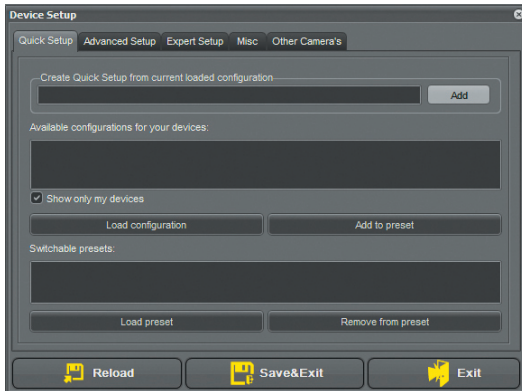 Device Setup
Quick Setup Advanced Setup Expert Setup Misc Other Camera's
Create Quick Setup from current loaded configuration
Add
Available configurations for your devices:
Show only my devices
Load configuration Add to preset
Switchable presets:
Load preset Remove from preset
Reload Save&Exit Exit